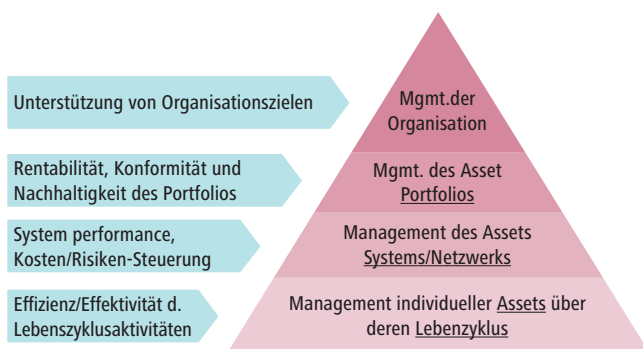 Unterstützung von Organisationszielen
Mgmt.der
Organisation
Rentabilität, Konformität und
Nachhaltigkeit des Portfolios
Mgmt. des Asset
Portfolios
System performance,
Kosten/Risiken-Steuerung
Management des Assets
Systems/Netzwerks
Effizienz/Effektivität d.
Lebenszyklusaktivitäten
Management individueller Assets über
deren Lebenzyklus